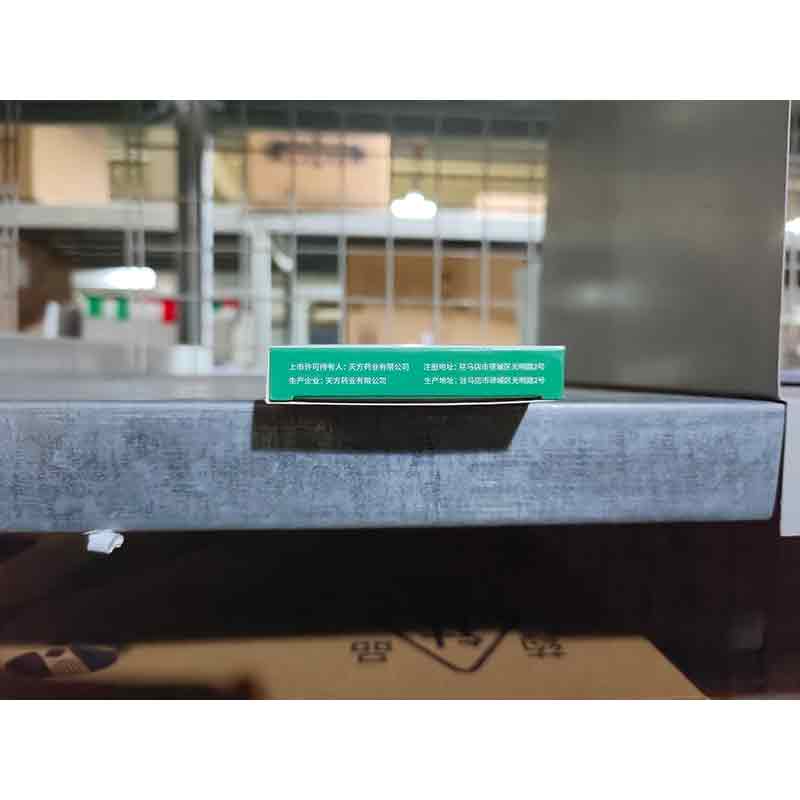 上市许可持有人：天方药业有限公司 注册地址：驻马店市驿城区光明路2号
生产企业：天方药业有限公司 生产地址：驻马店市驿城区光明路2号
品